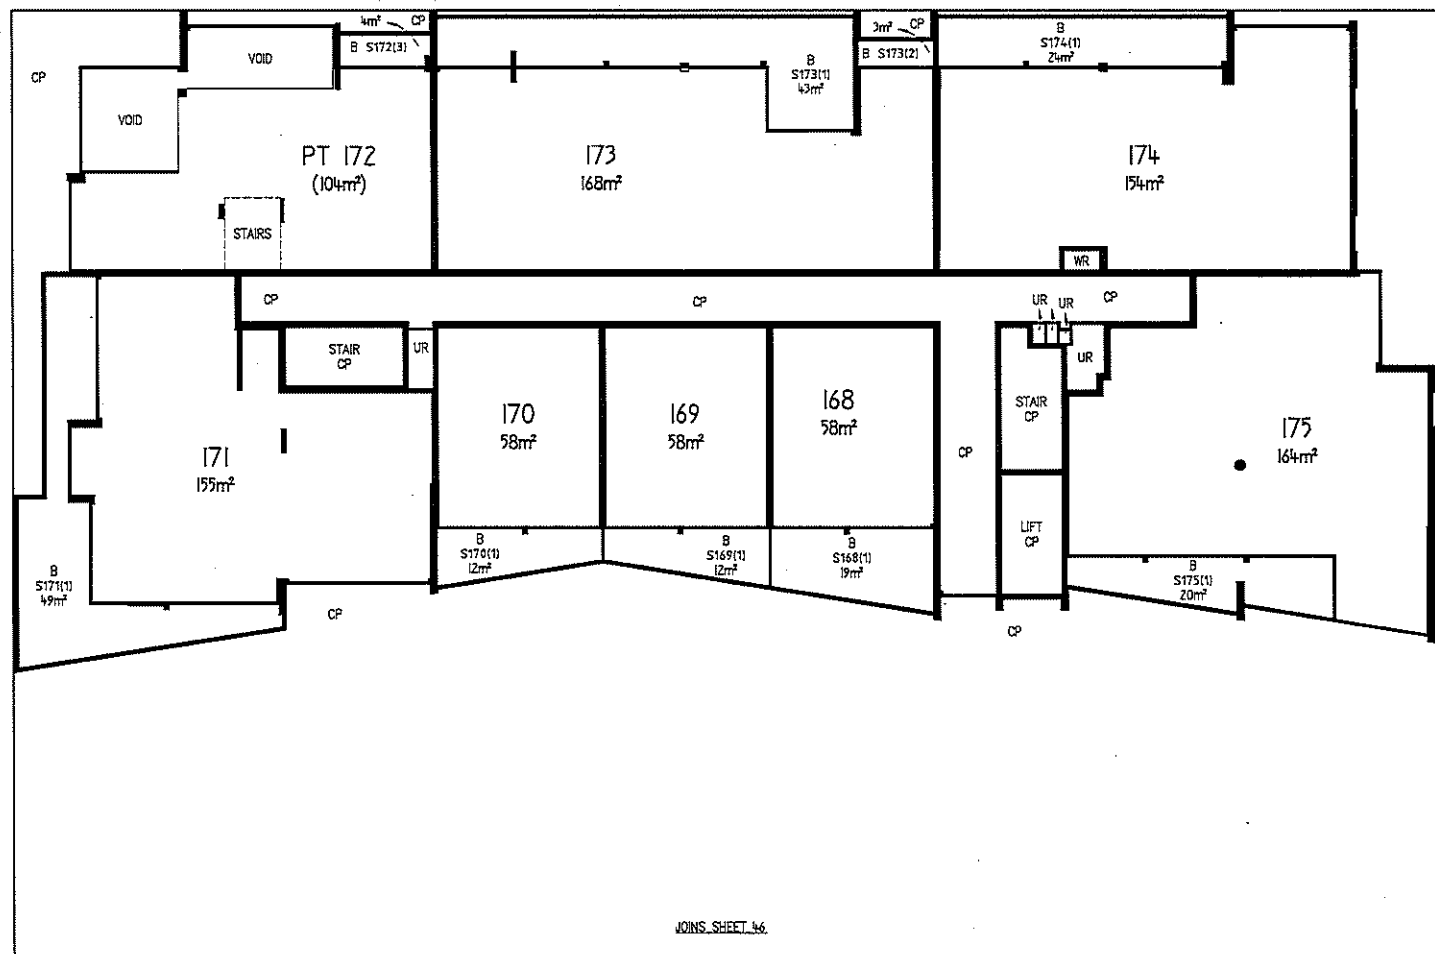 4m² CP
B S172(3)
3m² CP
B S173(2)
B
S174(1)
24m²
VOID
CP
B
S173(1)
43m²
VOID
PT 172
(104m²)
173
168m²
174
154m²
STAIRS
WR
CP
CP
UR
UR
CP
STAIR
CP
UR
UR
170
58m²
169
58m²
168
58m²
STAIR
CP
175
164m²
171
155m²
CP
LIFT
CP
B
S170(1)
12m²
B
S169(1)
12m²
B
S168(1)
19m²
B
S175(1)
20m²
B
S171(1)
49m²
CP
CP
JOINS SHEET 46